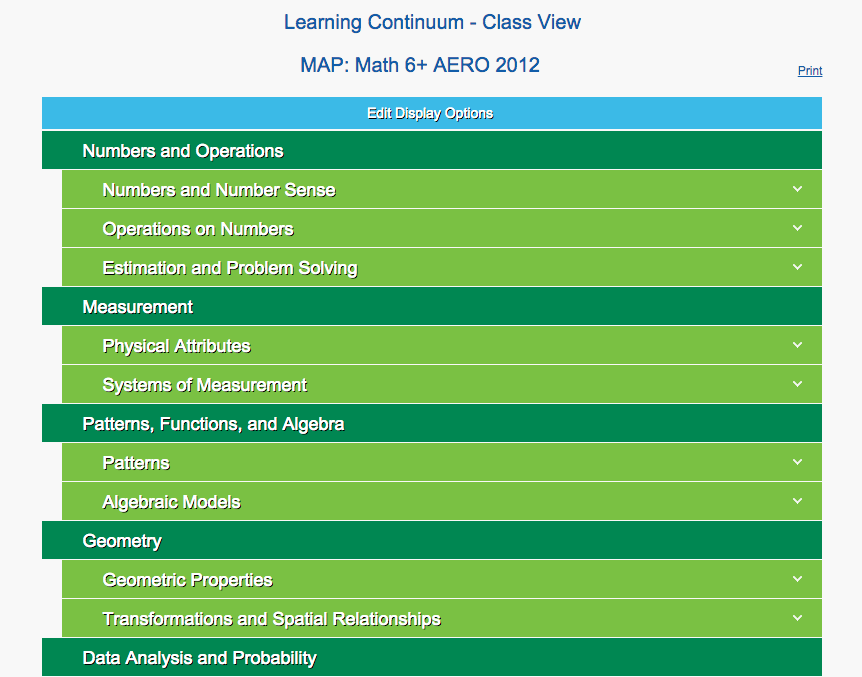 Learning Continuum - Class View
MAP: Math 6+ AERO 2012
Print
Edit Display Options
Numbers and Operations
Numbers and Number Sense
Operations on Numbers
Estimation and Problem Solving
Measurement
Physical Attributes
Systems of Measurement
Patterns, Functions, and Algebra
Patterns
Algebraic Models
Geometry
Geometric Properties
Transformations and Spatial Relationships
Data Analysis and Probability